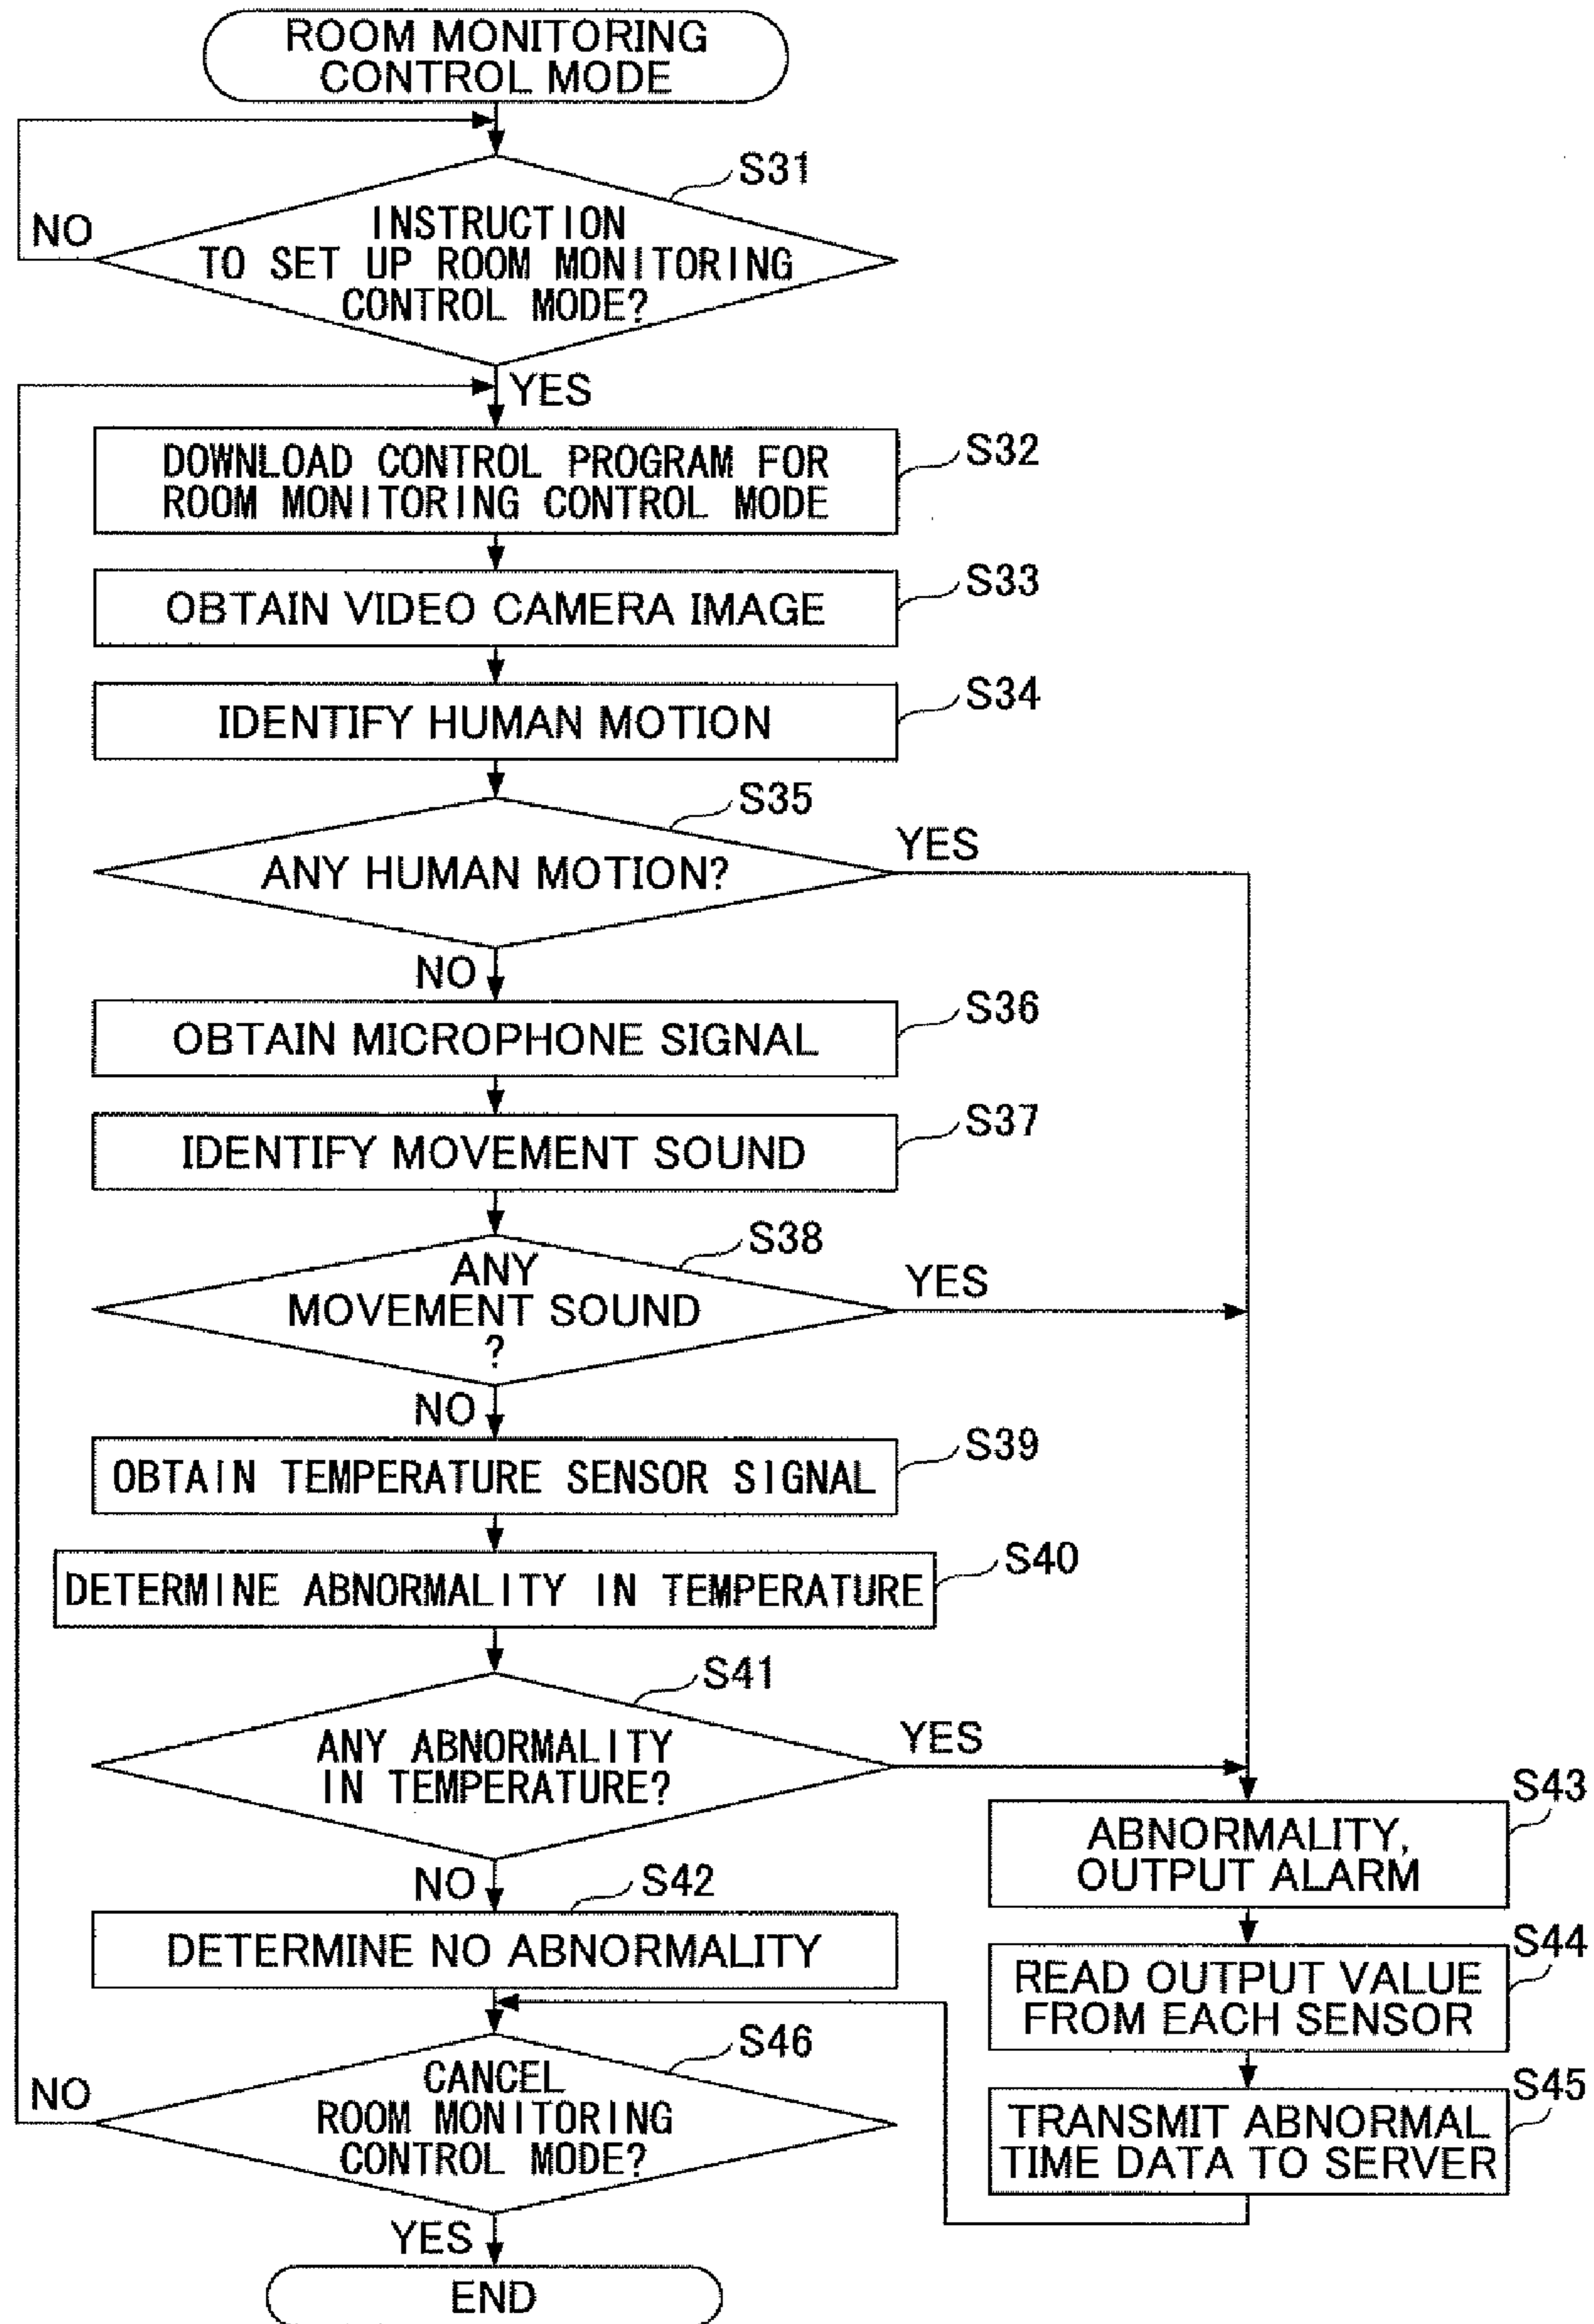 ROOM MONITORING
CONTROL MODE
S31
INSTRUCTION
TO SET UP ROOM MONITORING
CONTROL MODE?
NO
YES
DOWNLOAD CONTROL PROGRAM FOR
ROOM MONITORING CONTROL MODE
S32
OBTAIN VIDEO CAMERA IMAGE
S33
IDENTIFY HUMAN MOTION
S34
S35
ANY HUMAN MOTION?
YES
NO
OBTAIN MICROPHONE SIGNAL
S36
IDENTIFY MOVEMENT SOUND
S37
S38
ANY
MOVEMENT SOUND
?
YES
NO
OBTAIN TEMPERATURE SENSOR SIGNAL
S39
DETERMINE ABNORMALITY IN TEMPERATURE
S40
S41
ANY ABNORMALITY
IN TEMPERATURE?
YES
NO
S42
DETERMINE NO ABNORMALITY
S43
ABNORMALITY,
OUTPUT ALARM
S44
READ OUTPUT VALUE
FROM EACH SENSOR
S45
TRANSMIT ABNORMAL
TIME DATA TO SERVER
S46
CANCEL
ROOM MONITORING
CONTROL MODE?
NO
YES
END